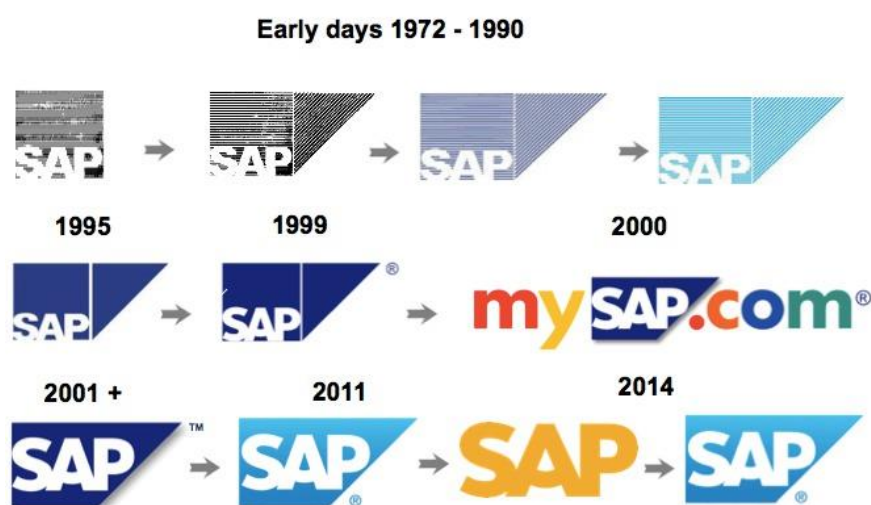 Early days 1972 - 1990
SAP SAP SAP SAP
1995 1999 2000
SAP SAP ® mySAP.com®
2001 + 2011 2014
SAP ™ SAP ® SAP SAP ®